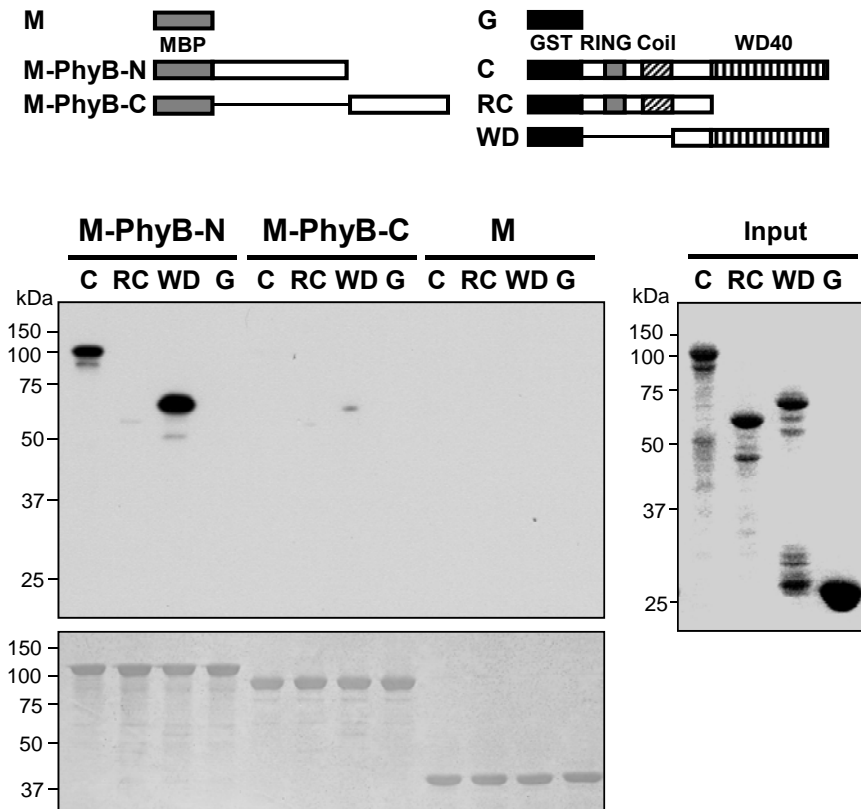 M
MBP
M-PhyB-N
M-PhyB-C
G
GST RING Coil WD40
C
RC
WD
M-PhyB-N M-PhyB-C M
C RC WD G C RC WD G C RC WD G
kDa
150
100
75
50
37
25
150
100
75
50
37
Input
C RC WD G
kDa
150
100
75
50
37
25